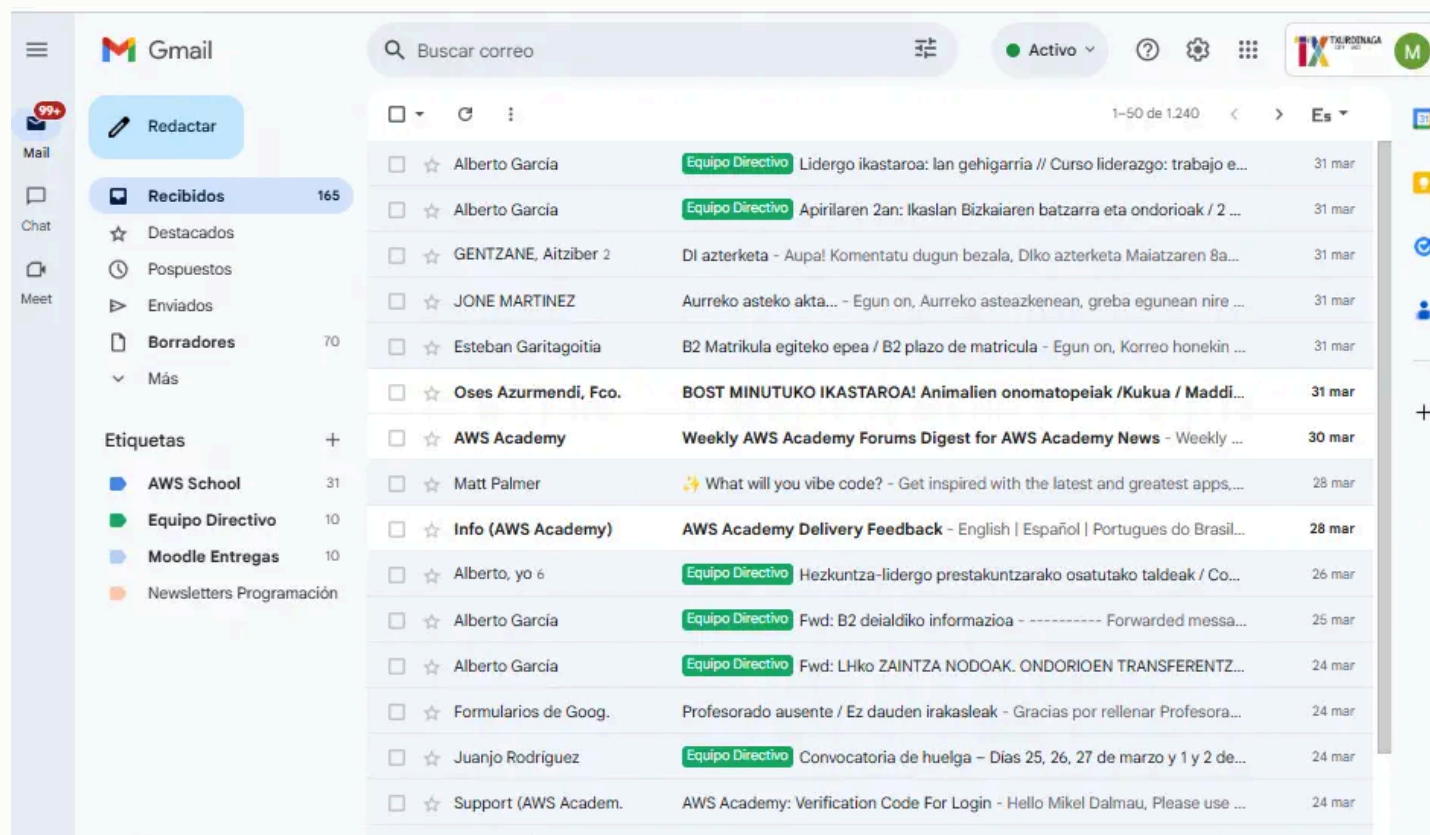 Gmail
Buscar correo
Activo
TXURDINAGA
M
99+
Mail
Chat
Meet
Redactar
Recibidos 165
Destacados
Pospuestos
Enviados
Borradores 70
Más
Etiquetas
AWS School 31
Equipo Directivo 10
Moodle Entregas 10
Newsletters Programación
1–50 de 1.240 Es
Alberto García Equipo Directivo Lidergo ikastaroa: lan gehigarria // Curso liderazgo: trabajo e... 31 mar
Alberto García Equipo Directivo Apirilaren 2an: Ikaslan Bizkaiaren batzarra eta ondorioak / 2 ... 31 mar
GENTZANE, Aitziber 2 DI azterketa - Aupa! Komentatu dugun bezala, DIko azterketa Maiatzaren 8a... 31 mar
JONE MARTINEZ Aurreko asteko akta... - Egun on, Aurreko asteazkenean, greba egunean nire ... 31 mar
Esteban Garitagoitia B2 Matrikula egiteko epea / B2 plazo de matricula - Egun on, Korreo honekin ... 31 mar
Oses Azurmendi, Fco. BOST MINUTUKO IKASTAROA! Animalien onomatopeiak /Kukua / Maddi... 31 mar
AWS Academy Weekly AWS Academy Forums Digest for AWS Academy News - Weekly ... 30 mar
Matt Palmer ✨ What will you vibe code? - Get inspired with the latest and greatest apps,... 28 mar
Info (AWS Academy) AWS Academy Delivery Feedback - English | Español | Portugues do Brasil... 28 mar
Alberto, yo 6 Equipo Directivo Hezkuntza-lidergo prestakuntzarako osatutako taldeak / Co... 26 mar
Alberto García Equipo Directivo Fwd: B2 deialdiko informazioa - ---------- Forwarded messa... 25 mar
Alberto García Equipo Directivo Fwd: LHko ZAINTZA NODOAK. ONDORIOEN TRANSFERENTZ... 24 mar
Formularios de Goog. Profesorado ausente / Ez dauden irakasleak - Gracias por rellenar Profesora... 24 mar
Juanjo Rodríguez Equipo Directivo Convocatoria de huelga – Días 25, 26, 27 de marzo y 1 y 2 de... 24 mar
Support (AWS Academ. AWS Academy: Verification Code For Login - Hello Mikel Dalmau, Please use ... 24 mar